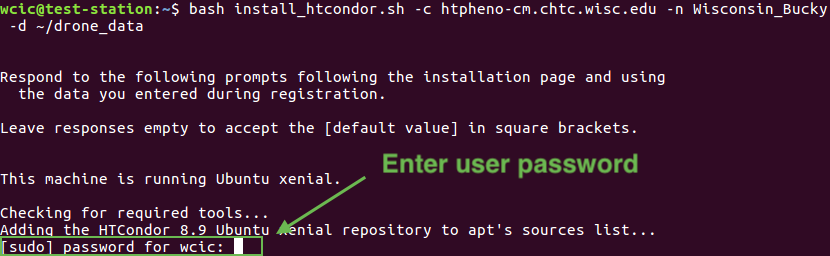 wcic@test-station:~$ bash install_htcondor.sh -c htpheno-cm.chtc.wisc.edu -n Wisconsin_Bucky
-d ~/drone_data
Respond to the following prompts following the installation page and using
the data you entered during registration.
Leave responses empty to accept the [default value] in square brackets.
Enter user password
This machine is running Ubuntu xenial.
Checking for required tools...
Adding the HTCondor 8.9 Ubuntu xenial repository to apt's sources list...
[sudo] password for wcic: